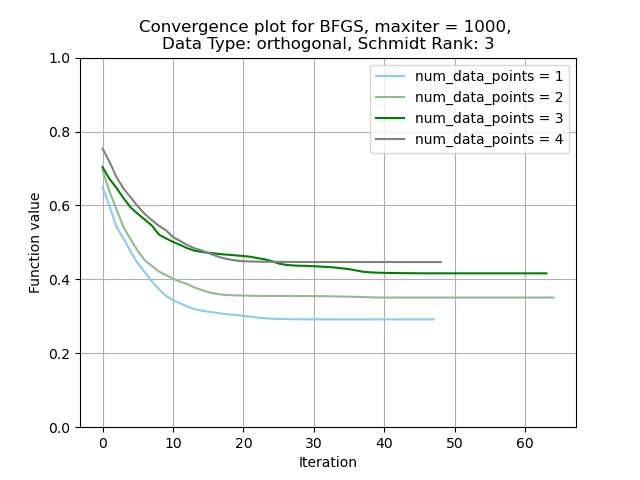 Convergence plot for BFGS, maxiter = 1000,
Data Type: orthogonal, Schmidt Rank: 3
num_data_points = 1
num_data_points = 2
num_data_points = 3
num_data_points = 4
Function value
1.0
0.8
0.6
0.4
0.2
0.0
0 10 20 30 40 50 60
Iteration